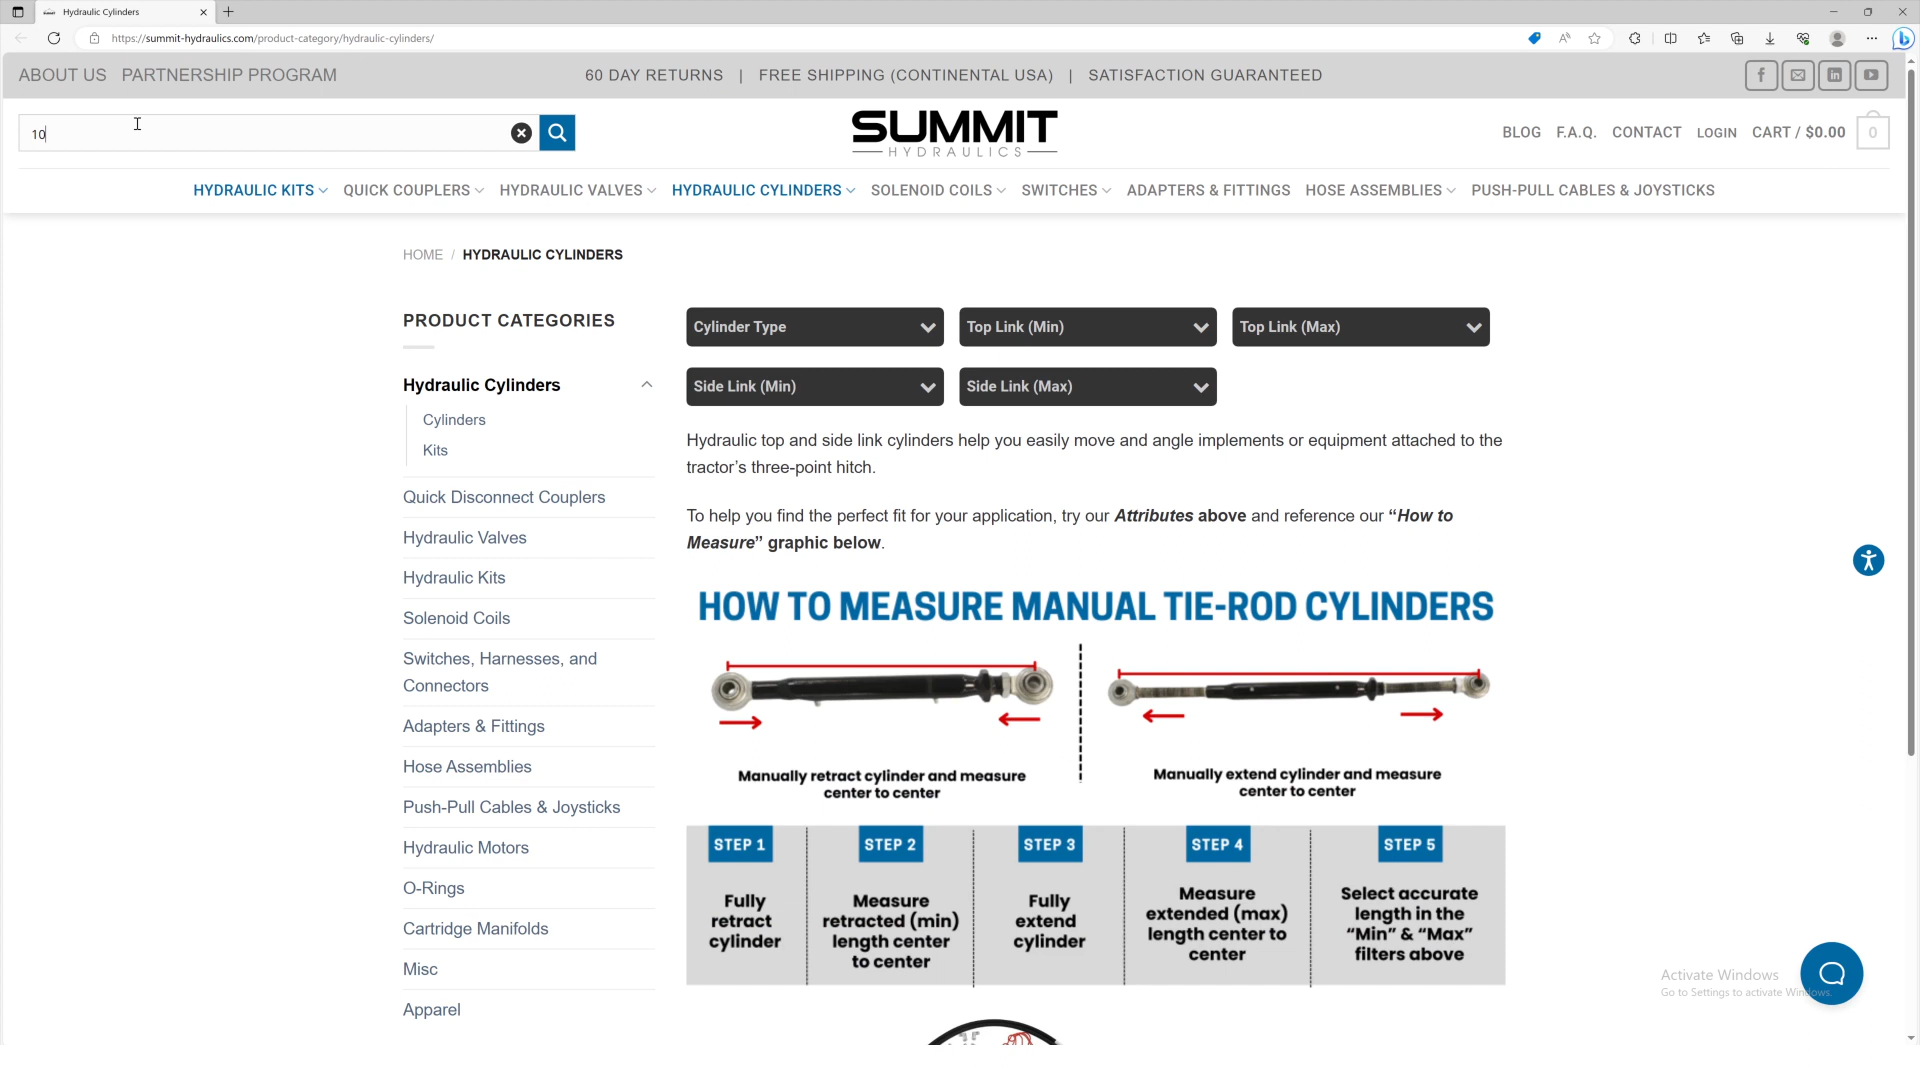 Hydraulic Cylinders
https://summit-hydraulics.com/product-category/hydraulic-cylinders/
ABOUT US PARTNERSHIP PROGRAM
60 DAY RETURNS | FREE SHIPPING (CONTINENTAL USA) | SATISFACTION GUARANTEED
10
SUMMIT
HYDRAULICS
BLOG F.A.Q. CONTACT LOGIN CART / $0.00 0
HYDRAULIC KITS QUICK COUPLERS HYDRAULIC VALVES HYDRAULIC CYLINDERS SOLENOID COILS SWITCHES ADAPTERS & FITTINGS HOSE ASSEMBLIES PUSH-PULL CABLES & JOYSTICKS
HOME / HYDRAULIC CYLINDERS
PRODUCT CATEGORIES
Hydraulic Cylinders
Cylinders
Kits
Quick Disconnect Couplers
Hydraulic Valves
Hydraulic Kits
Solenoid Coils
Switches, Harnesses, and
Connectors
Adapters & Fittings
Hose Assemblies
Push-Pull Cables & Joysticks
Hydraulic Motors
O-Rings
Cartridge Manifolds
Misc
Apparel
Cylinder Type
Top Link (Min)
Top Link (Max)
Side Link (Min)
Side Link (Max)
Hydraulic top and side link cylinders help you easily move and angle implements or equipment attached to the
tractor’s three-point hitch.
To help you find the perfect fit for your application, try our Attributes above and reference our “How to
Measure” graphic below.
HOW TO MEASURE MANUAL TIE-ROD CYLINDERS
Manually retract cylinder and measure
center to center
Manually extend cylinder and measure
center to center
STEP 1
Fully
retract
cylinder
STEP 2
Measure
retracted (min)
length center
to center
STEP 3
Fully
extend
cylinder
STEP 4
Measure
extended (max)
length center to
center
STEP 5
Select accurate
length in the
“Min” & “Max”
filters above
Activate Windows
Go to Settings to activate Windows.